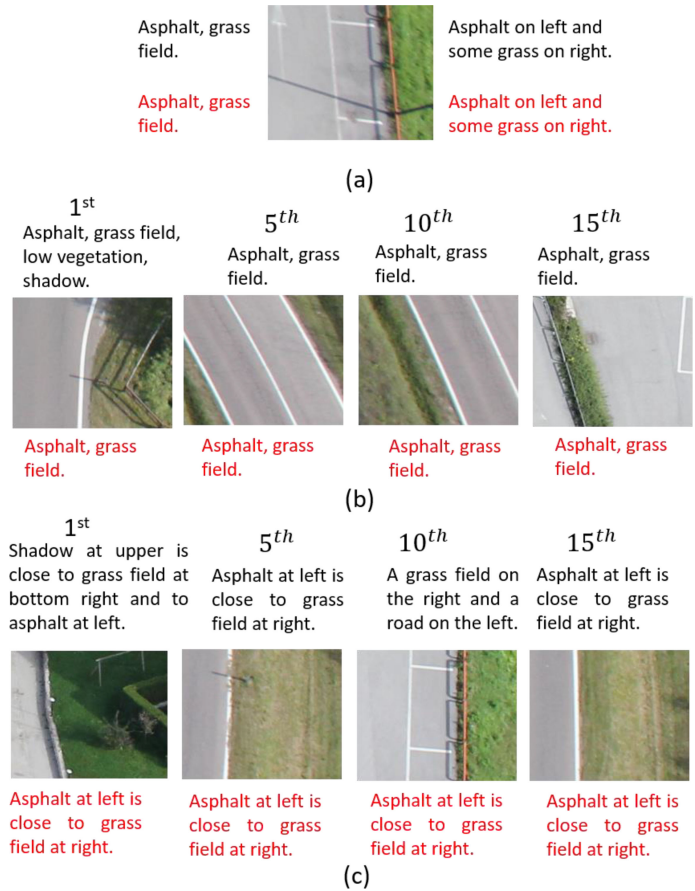 Asphalt, grass
field.
Asphalt on left and
some grass on right.
Asphalt, grass
field.
Asphalt on left and
some grass on right.
(a)
1st
Asphalt, grass field,
low vegetation,
shadow.
5th
Asphalt, grass
field.
10th
Asphalt, grass
field.
15th
Asphalt, grass
field.
Asphalt, grass
field.
Asphalt, grass
field.
Asphalt, grass
field.
Asphalt, grass
field.
(b)
1st
Shadow at upper is
close to grass field at
bottom right and to
asphalt at left.
5th
Asphalt at left is
close to grass
field at right.
10th
A grass field on
the right and a
road on the left.
15th
Asphalt at left is
close to grass
field at right.
Asphalt at left is
close to grass
field at right.
Asphalt at left is
close to grass
field at right.
Asphalt at left is
close to grass
field at right.
Asphalt at left is
close to grass
field at right.
(c)